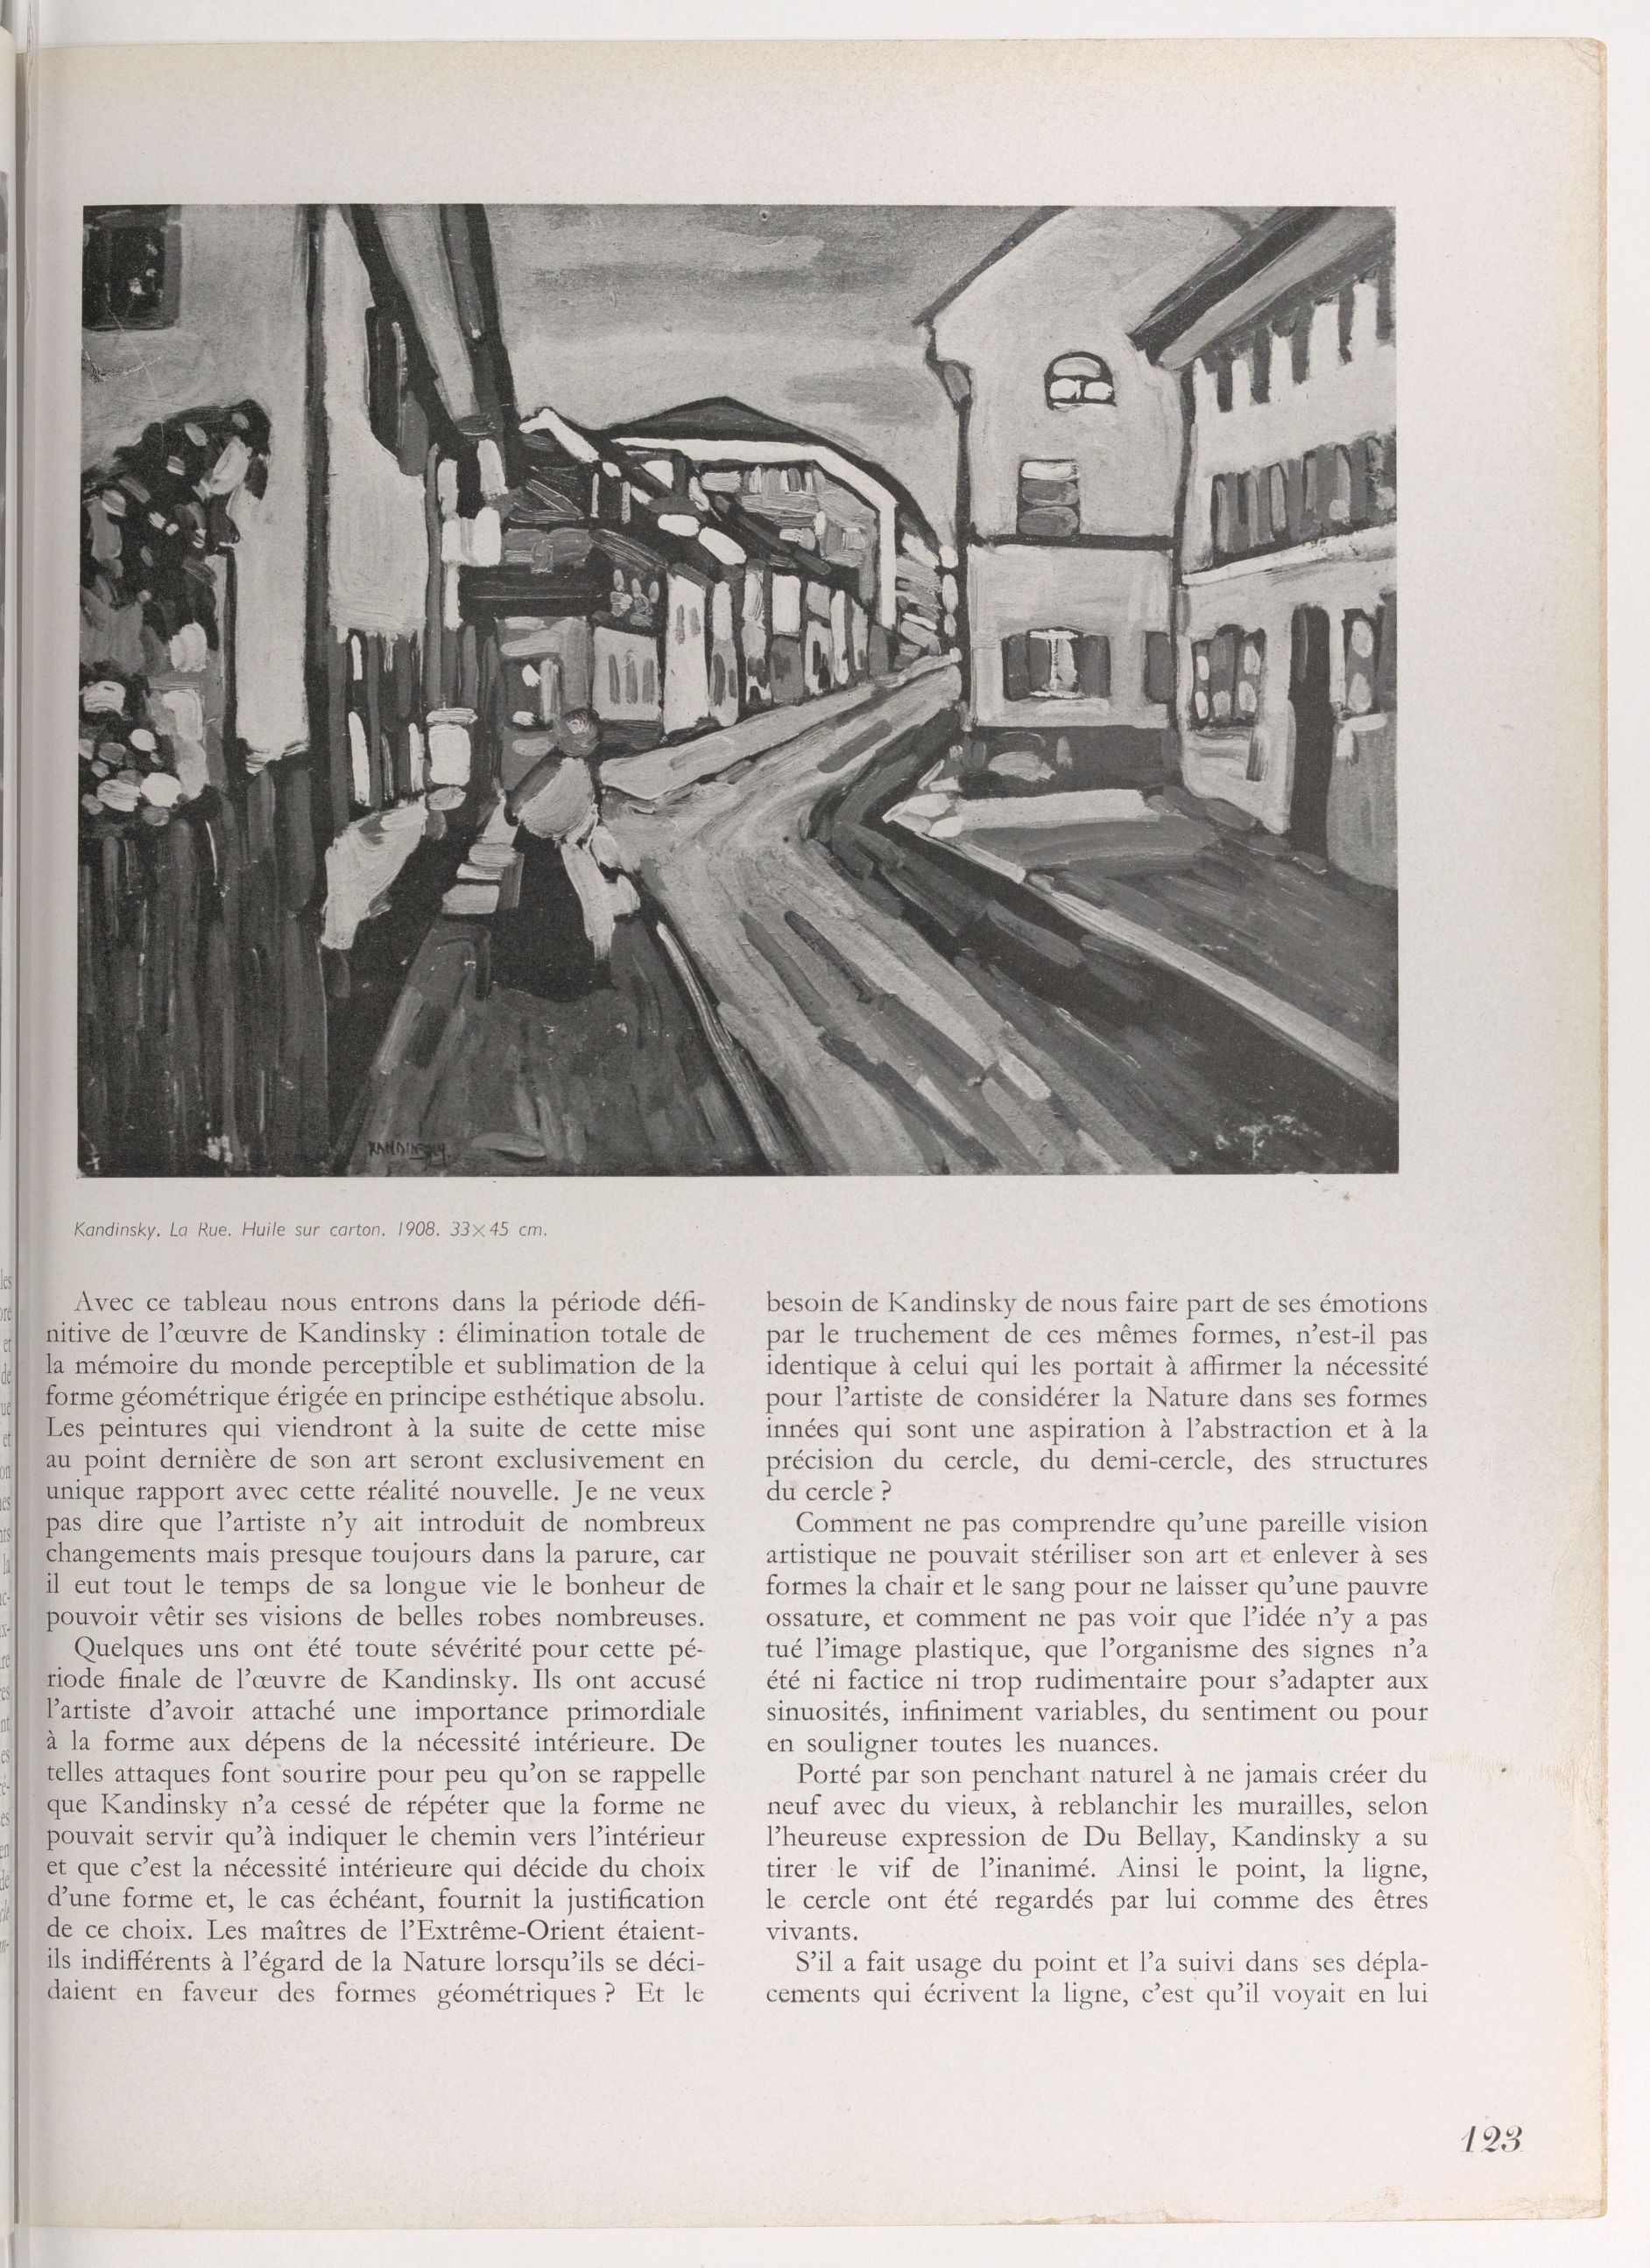 KANDINSKY.
Kandinsky. La Rue. Huile sur carton. 1908. 33×45 cm.
Avec ce tableau nous entrons dans la période défi-
nitive de l'œuvre de Kandinsky : élimination totale de
la mémoire du monde perceptible et sublimation de la
forme géométrique érigée en principe esthétique absolu.
Les peintures qui viendront à la suite de cette mise
au point dernière de son art seront exclusivement en
unique rapport avec cette réalité nouvelle. Je ne veux
pas dire que l'artiste n'y ait introduit de nombreux
changements mais presque toujours dans la parure, car
il eut tout le temps de sa longue vie le bonheur de
pouvoir vêtir ses visions de belles robes nombreuses.
Quelques uns ont été toute sévérité pour cette pé-
riode finale de l'œuvre de Kandinsky. Ils ont accusé
l'artiste d'avoir attaché une importance primordiale
à la forme aux dépens de la nécessité intérieure. De
telles attaques font sourire pour peu qu'on se rappelle
que Kandinsky n'a cessé de répéter que la forme ne
pouvait servir qu'à indiquer le chemin vers l'intérieur
et que c'est la nécessité intérieure qui décide du choix
d'une forme et, le cas échéant, fournit la justification
de ce choix. Les maîtres de l'Extrême-Orient étaient-
ils indifférents à l'égard de la Nature lorsqu'ils se déci-
daient en faveur des formes géométriques ? Et le
besoin de Kandinsky de nous faire part de ses émotions
par le truchement de ces mêmes formes, n'est-il pas
identique à celui qui les portait à affirmer la nécessité
pour l'artiste de considérer la Nature dans ses formes
innées qui sont une aspiration à l'abstraction et à la
précision du cercle, du demi-cercle, des structures
du cercle ?
Comment ne pas comprendre qu'une pareille vision
artistique ne pouvait stériliser son art et enlever à ses
formes la chair et le sang pour ne laisser qu'une pauvre
ossature, et comment ne pas voir que l'idée n'y a pas
tué l'image plastique, que l'organisme des signes n'a
été ni factice ni trop rudimentaire pour s'adapter aux
sinuosités, infiniment variables, du sentiment ou pour
en souligner toutes les nuances.
Porté par son penchant naturel à ne jamais créer du
neuf avec du vieux, à reblanchir les murailles, selon
l'heureuse expression de Du Bellay, Kandinsky a su
tirer le vif de l'inanimé. Ainsi le point, la ligne,
le cercle ont été regardés par lui comme des êtres
vivants.
S'il a fait usage du point et l'a suivi dans ses dépla-
cements qui écrivent la ligne, c'est qu'il voyait en lui
123